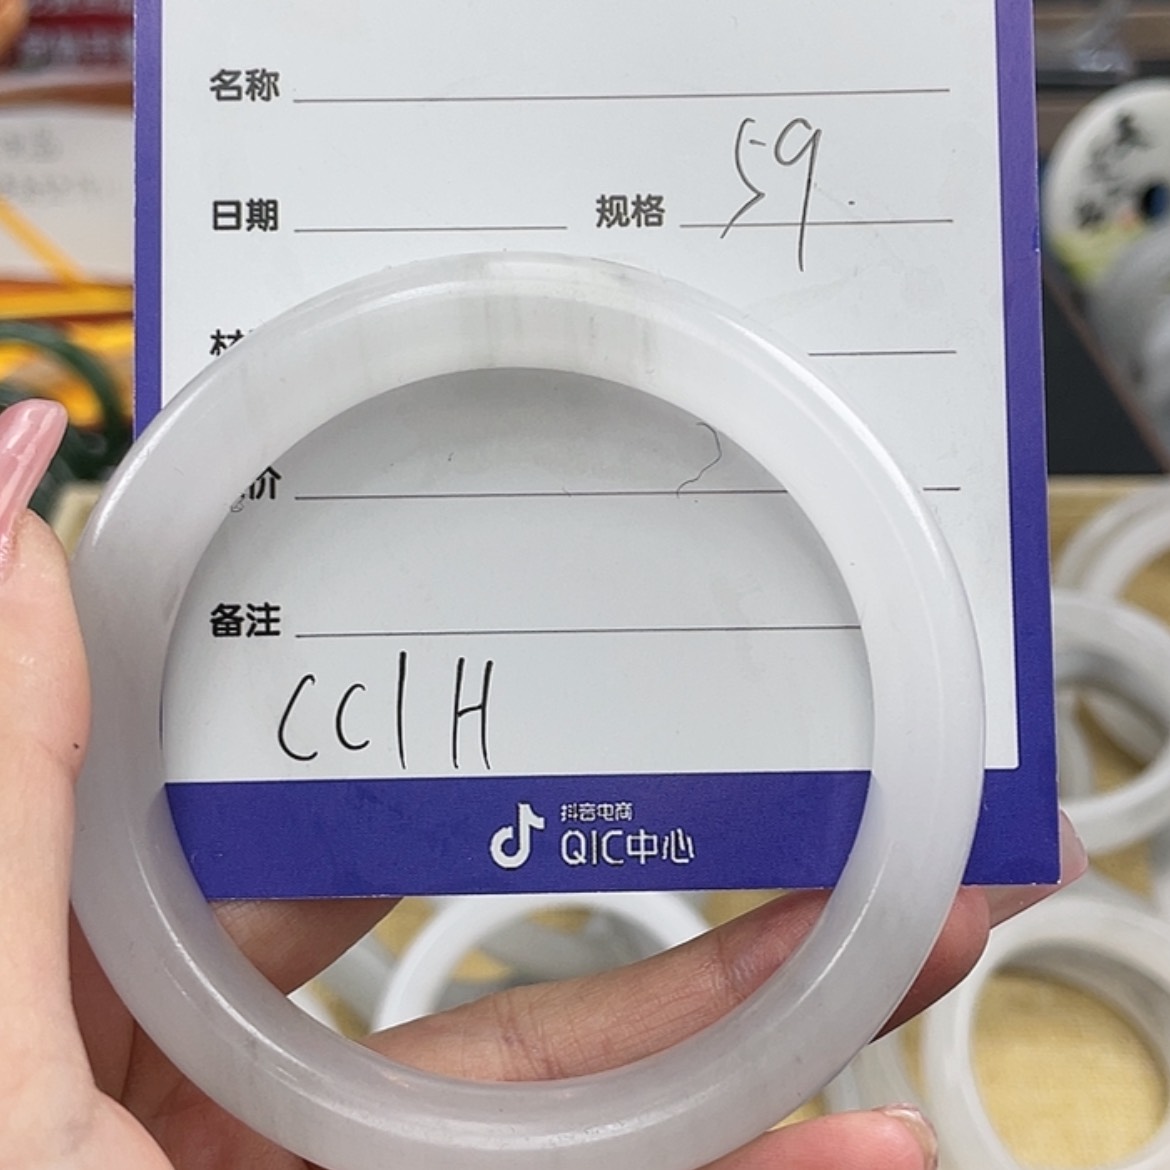 名称
日期 规格 59.
材
价
备注
CC1H
抖音电商
QIC中心